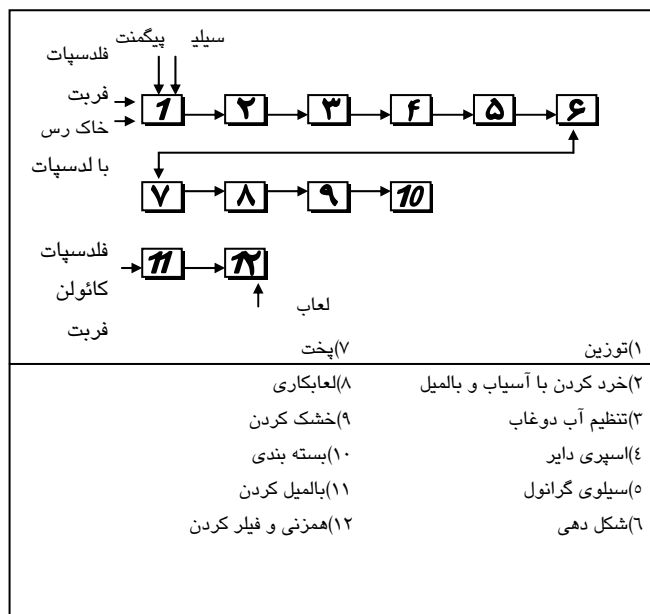 سیلی پیگمنت
فلدسپات
فربت
خاک رس
با لدسپات
1 ۲ ۳ ۴ ۵ ۶
۷ ۸ ۹ 10
فلدسپات
کائولن
فربت
11 1۲
لعاب
۱)توزین ۷)پخت
۲)خرد کردن با آسیاب و بالمیل ۸)لعابکاری
۳)تنظیم آب دوغاب ۹)خشک کردن
٤)اسپری دایر ۱۰)بسته بندی
٥)سیلوی گرانول ۱۱)بالمیل کردن
٦)شکل دهی ۱۲)همزنی و فیلر کردن